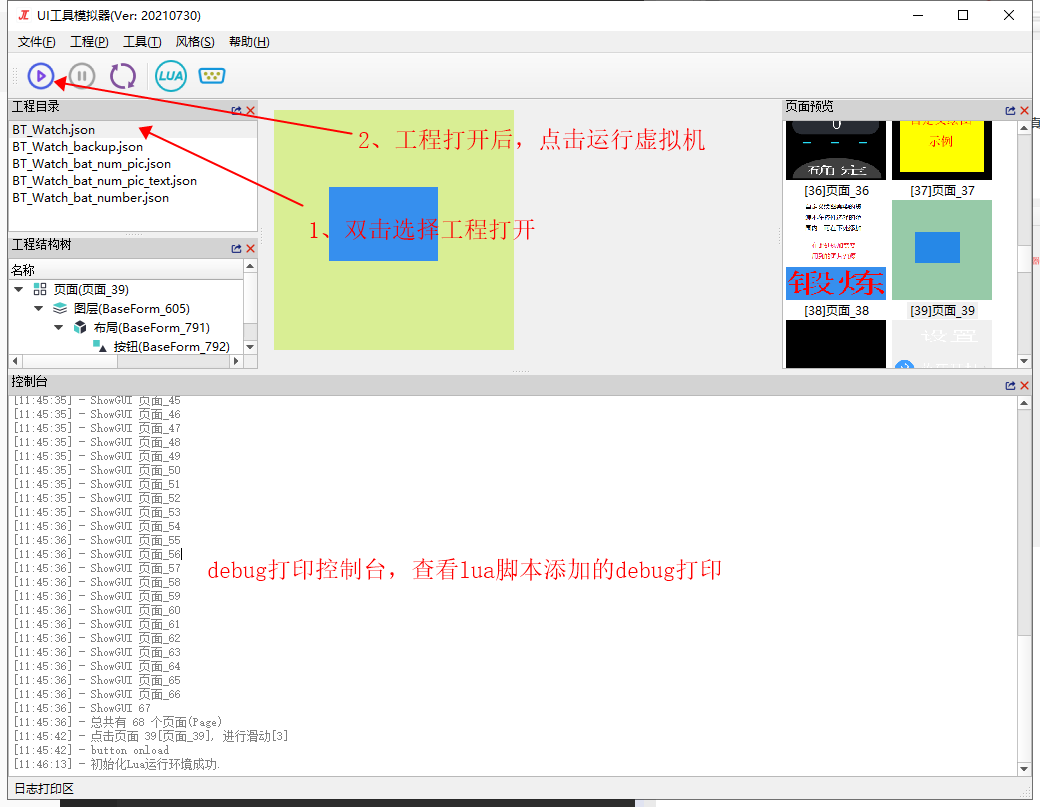 UI工具模拟器(Ver: 20210730)
文件(F) 工程(P) 工具(T) 风格(S) 帮助(H)
LUA
工程目录
BT_Watch.json
BT_Watch_backup.json
BT_Watch_bat_num_pic.json
BT_Watch_bat_num_pic_text.json
BT_Watch_bat_number.json
工程结构树
名称
页面(页面_39)
图层(BaseForm_605)
布局(BaseForm_791)
按钮(BaseForm_792)
2、工程打开后，点击运行虚拟机
1、双击选择工程打开
页面预览
0
确定
示例
[36]页面_36
[37]页面_37
锻炼
[38]页面_38
[39]页面_39
设置
控制台
[11:45:35] - ShowGUI 页面_45
[11:45:35] - ShowGUI 页面_46
[11:45:35] - ShowGUI 页面_47
[11:45:35] - ShowGUI 页面_48
[11:45:35] - ShowGUI 页面_49
[11:45:35] - ShowGUI 页面_50
[11:45:35] - ShowGUI 页面_51
[11:45:35] - ShowGUI 页面_52
[11:45:35] - ShowGUI 页面_53
[11:45:36] - ShowGUI 页面_54
[11:45:36] - ShowGUI 页面_55
[11:45:36] - ShowGUI 页面_56
[11:45:36] - ShowGUI 页面_57
[11:45:36] - ShowGUI 页面_58
[11:45:36] - ShowGUI 页面_59
[11:45:36] - ShowGUI 页面_60
[11:45:36] - ShowGUI 页面_61
[11:45:36] - ShowGUI 页面_62
[11:45:36] - ShowGUI 页面_63
[11:45:36] - ShowGUI 页面_64
[11:45:36] - ShowGUI 页面_65
[11:45:36] - ShowGUI 页面_66
[11:45:36] - ShowGUI 67
[11:45:36] - 总共有 68 个页面(Page)
[11:45:42] - 点击页面 39[页面_39], 进行滑动[3]
[11:45:42] - button onload
[11:46:13] - 初始化Lua运行环境成功.
debug打印控制台，查看lua脚本添加的debug打印
日志打印区